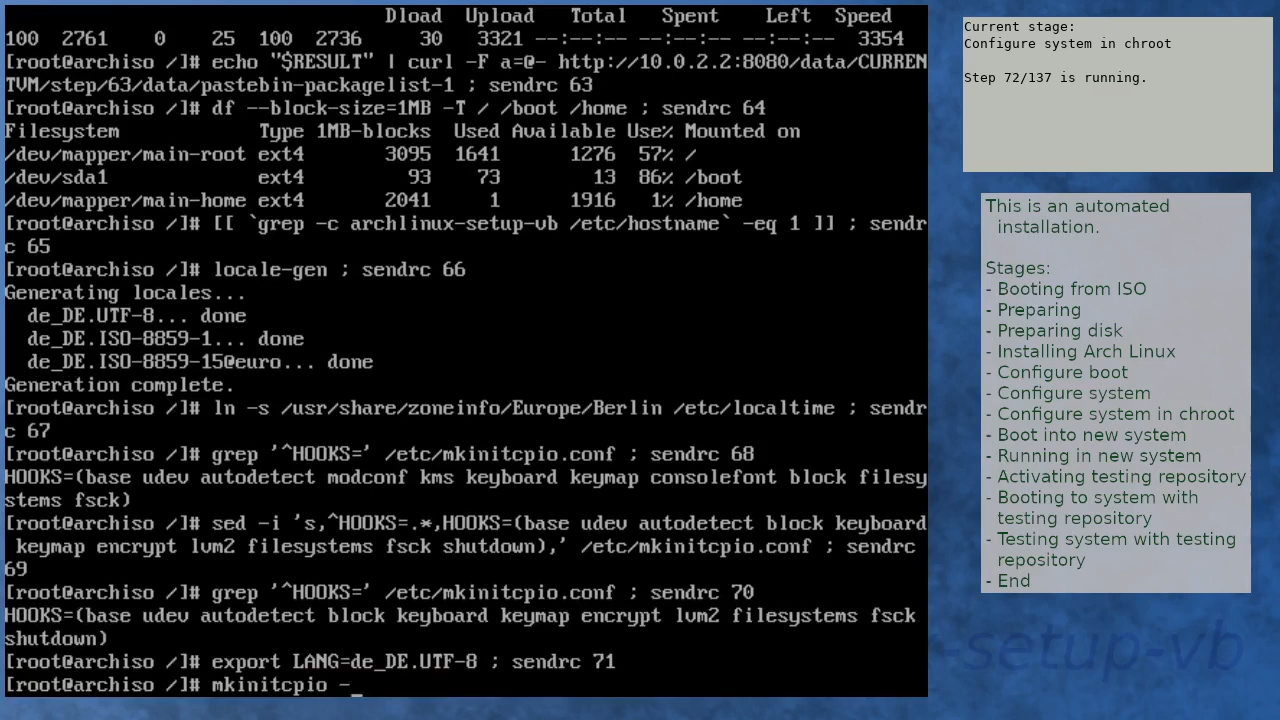 Dload  Upload   Total   Spent    Left  Speed
100  2761    0    25  100  2736     30   3321 --:--:-- --:--:-- --:--:--  3354
[root@archiso /]# echo "$RESULT" | curl -F a=@- http://10.0.2.2:8080/data/CURREN
TVM/step/63/data/pastebin-packagelist-1 ; sendrc 63
[root@archiso /]# df --block-size=1MB -T / /boot /home ; sendrc 64
Filesystem            Type 1MB-blocks  Used Available Use% Mounted on
/dev/mapper/main-root ext4       3095  1641      1276  57% /
/dev/sda1             ext4         93    73        13  86% /boot
/dev/mapper/main-home ext4       2041     1      1916   1% /home
[root@archiso /]# [[ `grep -c archlinux-setup-vb /etc/hostname` -eq 1 ]] ; sendr
c 65
[root@archiso /]# locale-gen ; sendrc 66
Generating locales...
  de_DE.UTF-8... done
  de_DE.ISO-8859-1... done
  de_DE.ISO-8859-15@euro... done
Generation complete.
[root@archiso /]# ln -s /usr/share/zoneinfo/Europe/Berlin /etc/localtime ; sendr
c 67
[root@archiso /]# grep '^HOOKS=' /etc/mkinitcpio.conf ; sendrc 68
HOOKS=(base udev autodetect modconf kms keyboard keymap consolefont block filesy
stems fsck)
[root@archiso /]# sed -i 's,^HOOKS=.*,HOOKS=(base udev autodetect block keyboard
 keymap encrypt lvm2 filesystems fsck shutdown),' /etc/mkinitcpio.conf ; sendrc
69
[root@archiso /]# grep '^HOOKS=' /etc/mkinitcpio.conf ; sendrc 70
HOOKS=(base udev autodetect block keyboard keymap encrypt lvm2 filesystems fsck
shutdown)
[root@archiso /]# export LANG=de_DE.UTF-8 ; sendrc 71
[root@archiso /]# mkinitcpio -_
Current stage:
Configure system in chroot
Step 72/137 is running.
This is an automated
installation.
Stages:
- Booting from ISO
- Preparing
- Preparing disk
- Installing Arch Linux
- Configure boot
- Configure system
- Configure system in chroot
- Boot into new system
- Running in new system
- Activating testing repository
- Booting to system with
testing repository
- Testing system with testing
repository
- End
-setup-vb